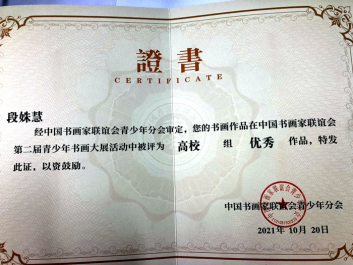 證書
CERTIFICATE
段姝慧
经中国书画家联谊会青少年分会审定，您的书画作品在中国书画家联谊会
第二届青少年书画大展活动中被评为 高校 组 优秀 作品，特发
此证，以资鼓励。
中国书画家联谊会青少年分会
2021年 10月 20日